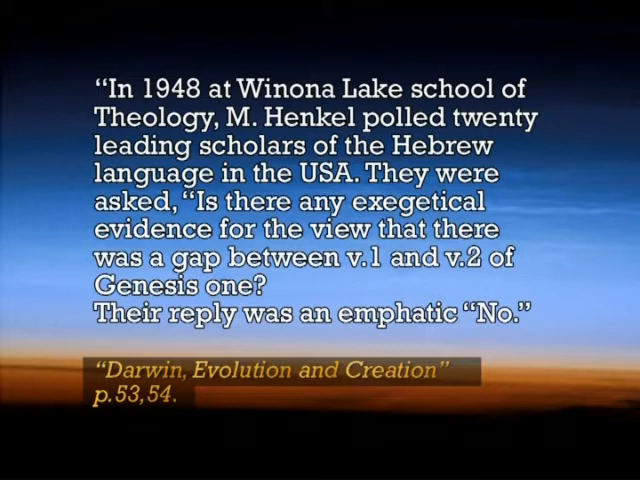 “In 1948 at Winona Lake school of
Theology, M. Henkel polled twenty
leading scholars of the Hebrew
language in the USA. They were
asked, “Is there any exegetical
evidence for the view that there
was a gap between v.1 and v.2 of
Genesis one?
Their reply was an emphatic “No.”
“Darwin, Evolution and Creation”
p.53,54.